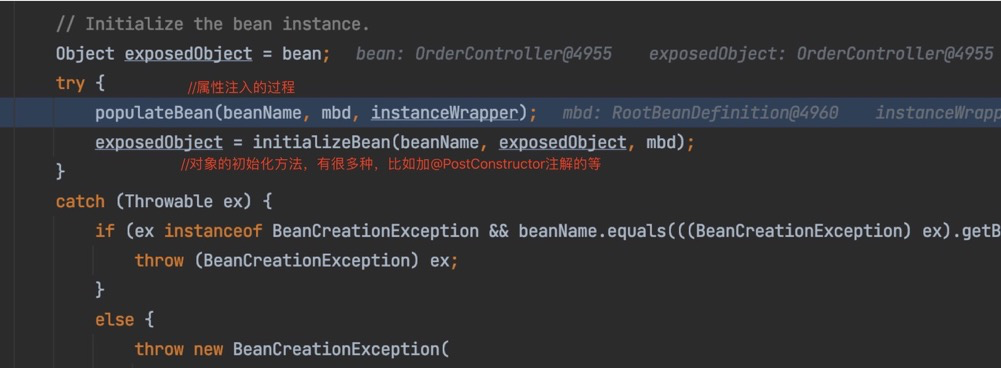 // Initialize the bean instance.
Object exposedObject = bean; bean: OrderController@4955 exposedObject: OrderController@4955
try {
//属性注入的过程
populateBean(beanName, mbd, instanceWrapper); mbd: RootBeanDefinition@4960 instanceWrapp
exposedObject = initializeBean(beanName, exposedObject, mbd);
//对象的初始化方法，有很多种，比如加@PostConstructor注解的等
}
catch (Throwable ex) {
if (ex instanceof BeanCreationException && beanName.equals(((BeanCreationException) ex).getB
throw (BeanCreationException) ex;
}
else {
throw new BeanCreationException(